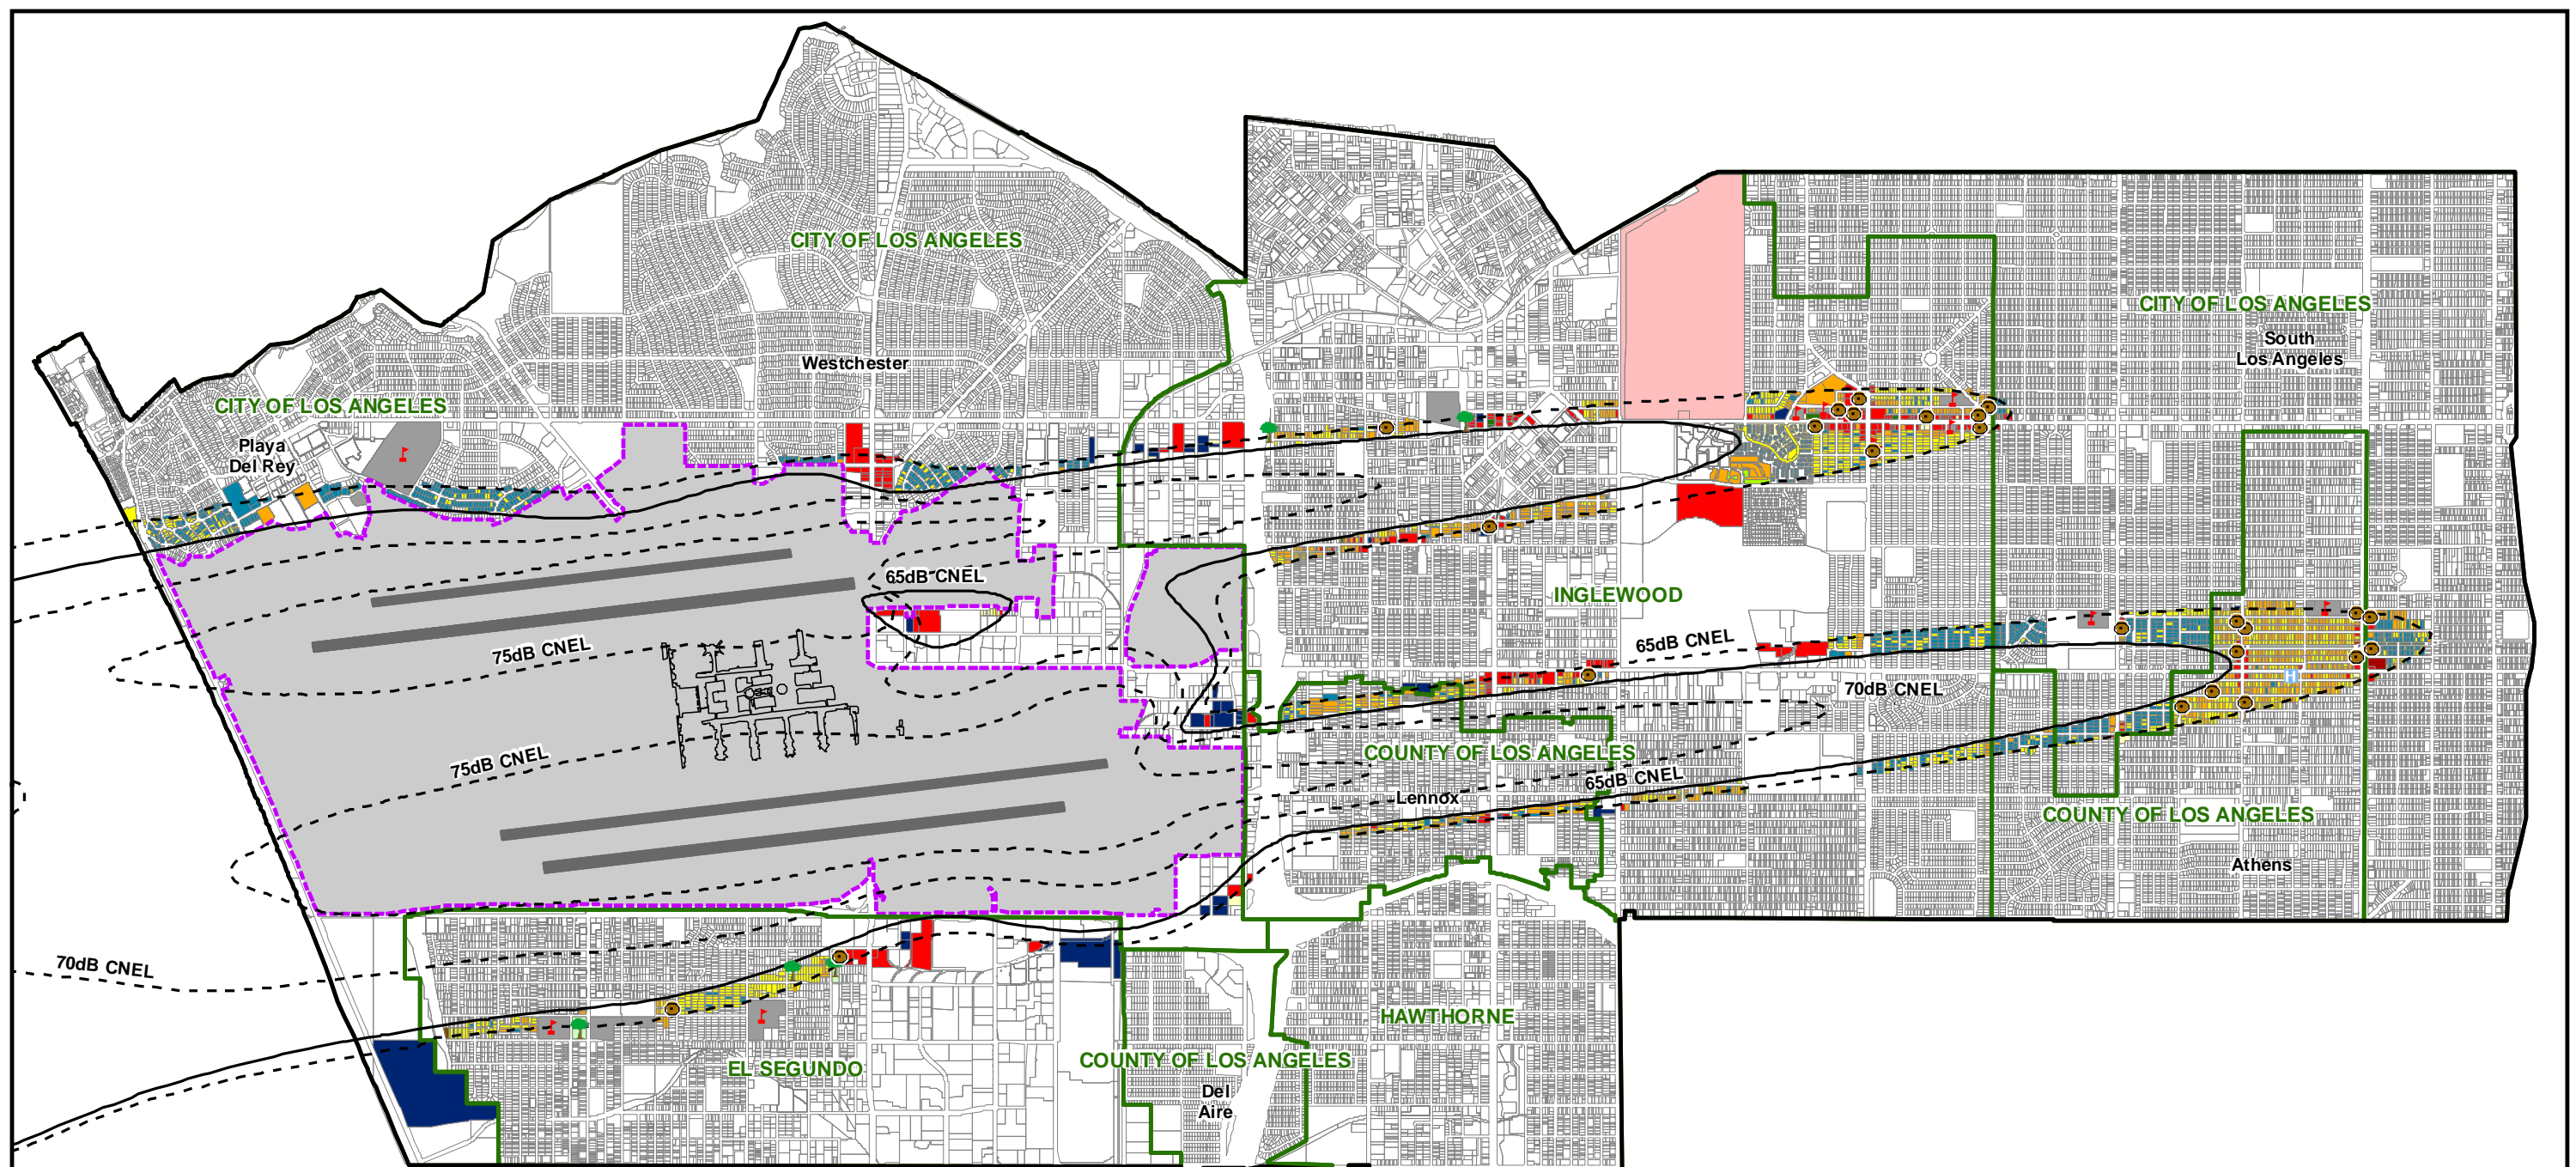 CITY OF LOS ANGELES
CITY OF LOS ANGELES
South
Los Angeles
Westchester
CITY OF LOS ANGELES
Playa
Del Rey
65dB CNEL
INGLEWOOD
65dB CNEL
75dB CNEL
70dB CNEL
75dB CNEL
COUNTY OF LOS ANGELES
65dB CNEL
Lennox
COUNTY OF LOS ANGELES
Athens
70dB CNEL
HAWTHORNE
EL SEGUNDO
COUNTY OF LOS ANGELES
Del
Aire
H